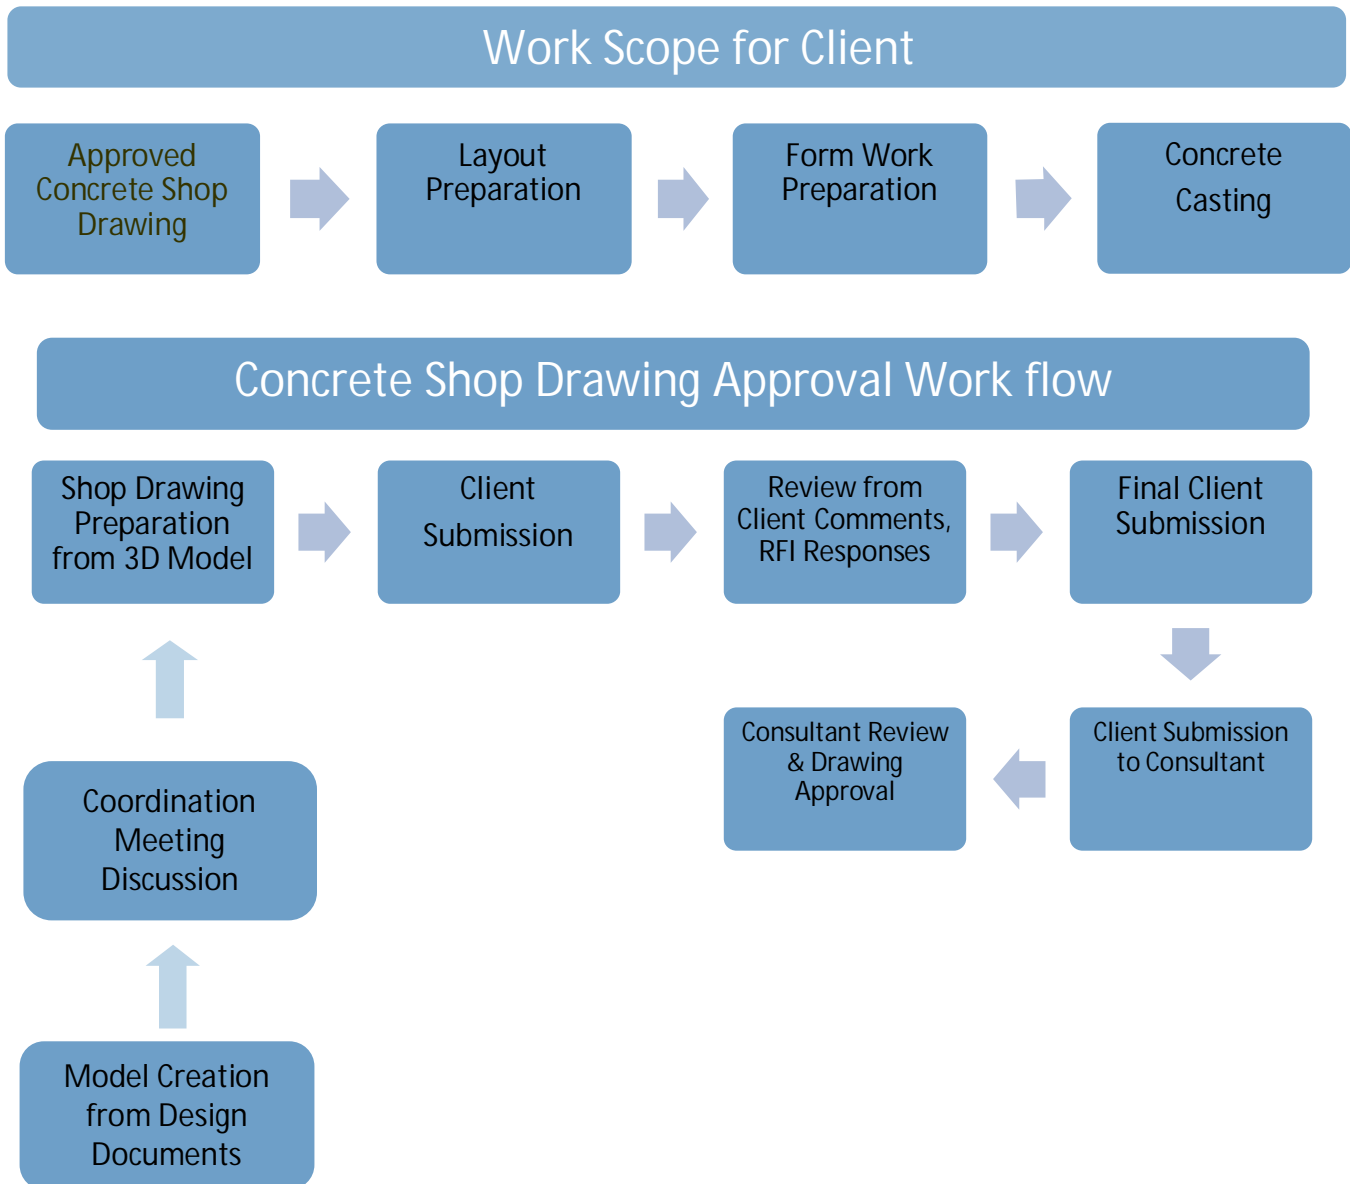 Work Scope for Client
Approved
Concrete Shop
Drawing
Layout
Preparation
Form Work
Preparation
Concrete
Casting
Concrete Shop Drawing Approval Work flow
Shop Drawing
Preparation
from 3D Model
Client
Submission
Review from
Client Comments,
RFI Responses
Final Client
Submission
Consultant Review
& Drawing
Approval
Client Submission
to Consultant
Coordination
Meeting
Discussion
Model Creation
from Design
Documents